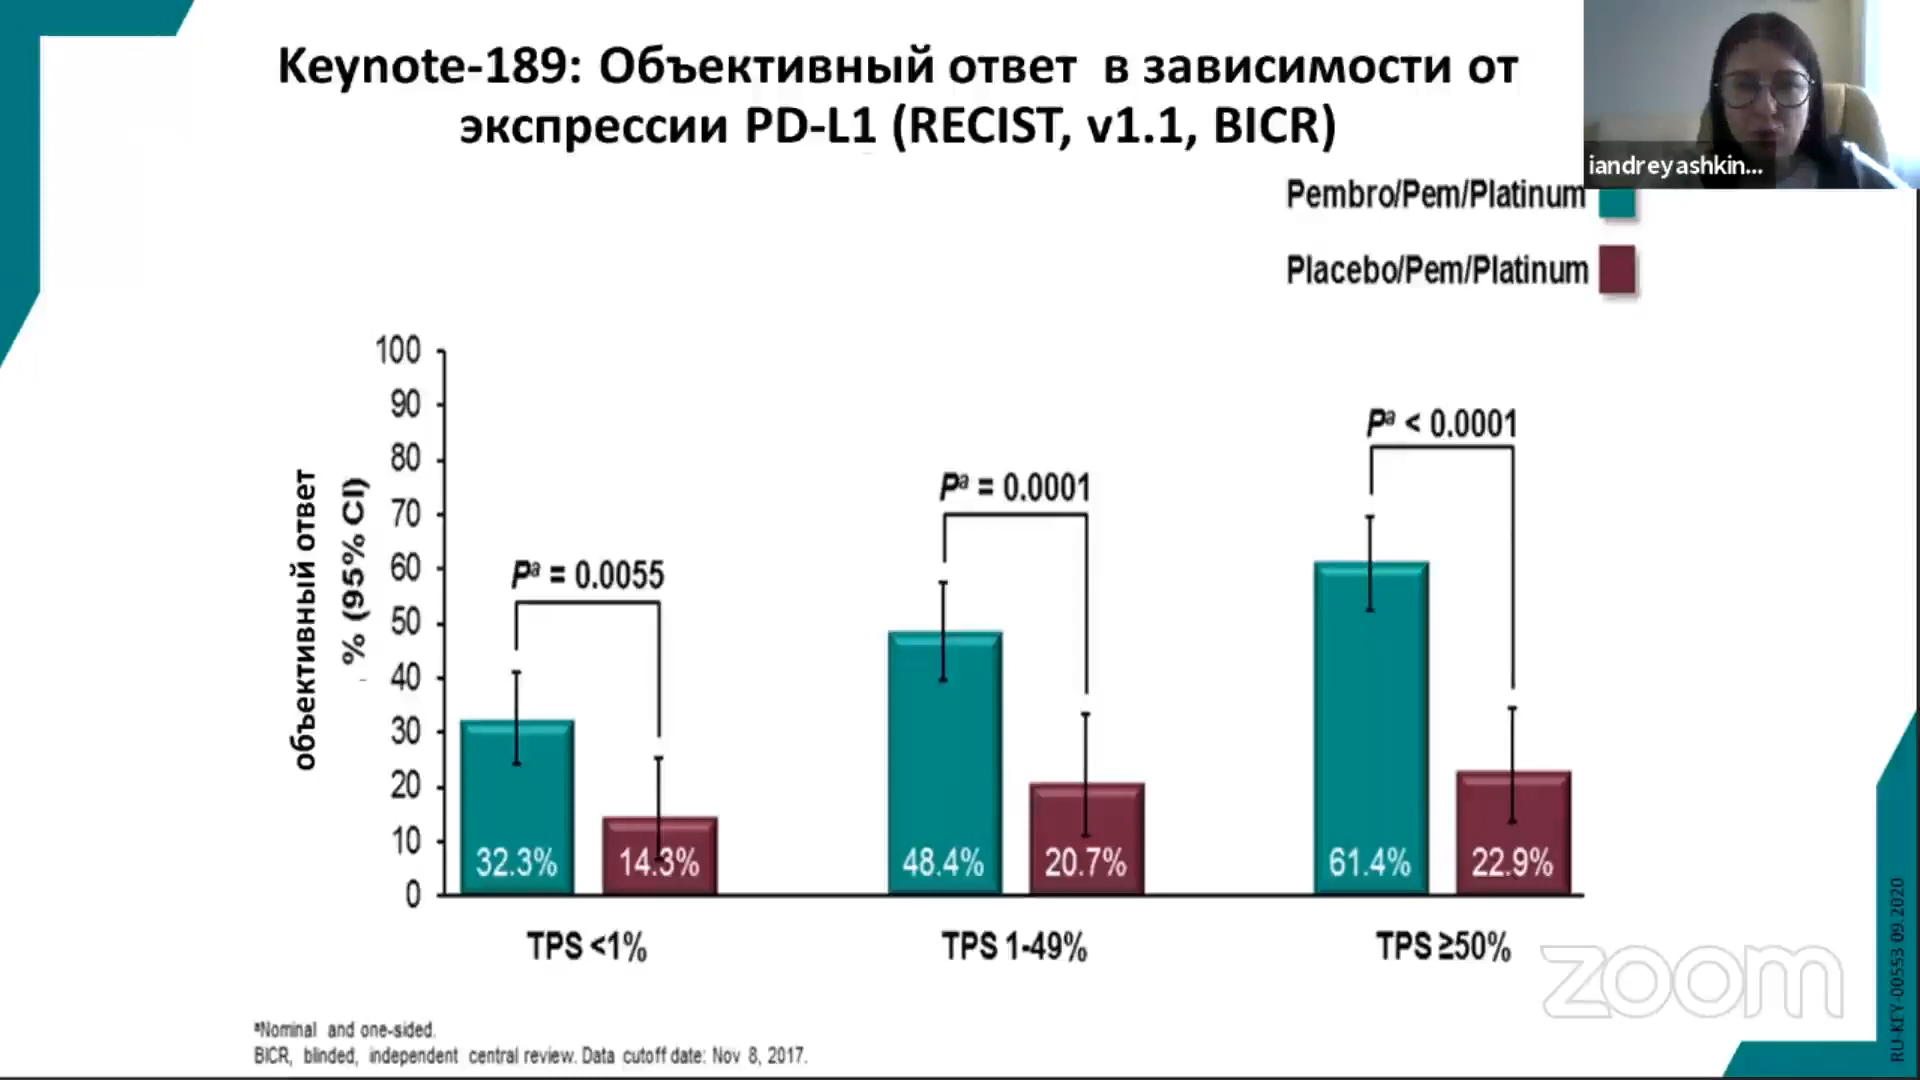 Keynote-189: Объективный ответ в зависимости от
экспрессии PD-L1 (RECIST, v1.1, BICR)
iandreyashkin...
Pembro/Pem/Platinum
Placebo/Pem/Platinum
объективный ответ
% (95% CI)
100
90
80
70
60
50
40
30
20
10
0
Pª = 0.0055
Pª = 0.0001
Pª < 0.0001
32.3%
14.3%
48.4%
20.7%
61.4%
22.9%
TPS <1%
TPS 1-49%
TPS ≥50%
zoom
RU-KEY-00553 09.2020
ªNominal and one-sided.
BICR, blinded, independent central review. Data cutoff date: Nov 8, 2017.